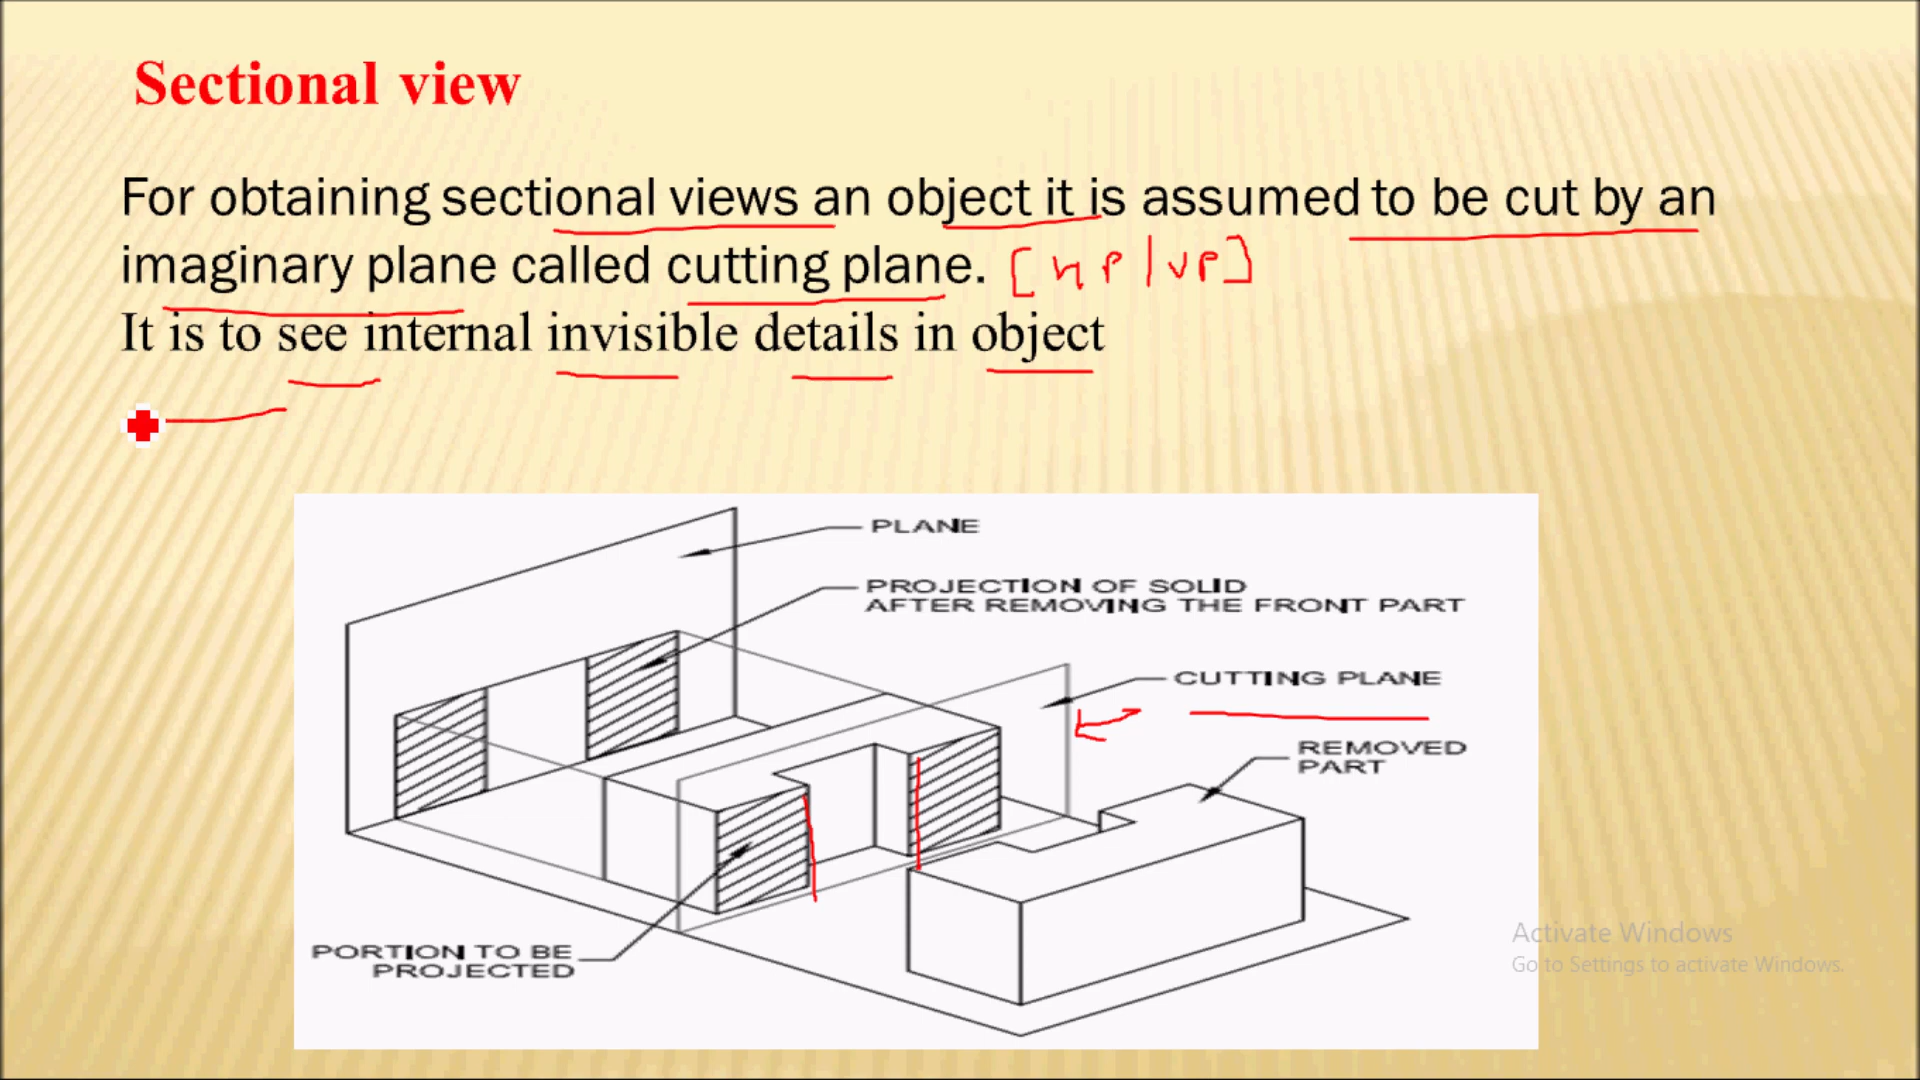 Sectional view
For obtaining sectional views an object it is assumed to be cut by an
imaginary plane called cutting plane. [HP/VP]
It is to see internal invisible details in object
PLANE
PROJECTION OF SOLID
AFTER REMOVING THE FRONT PART
CUTTING PLANE
REMOVED
PART
PORTION TO BE
PROJECTED
Activate Windows
Go to Settings to activate Windows.